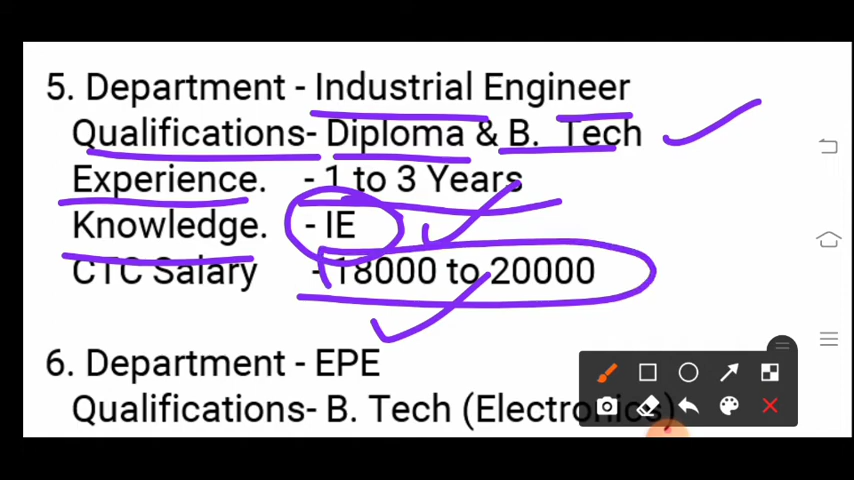 5. Department - Industrial Engineer
Qualifications- Diploma & B. Tech
Experience. - 1 to 3 Years
Knowledge. - IE
CTC Salary - 18000 to 20000
6. Department - EPE
Qualifications- B. Tech (Electronics)